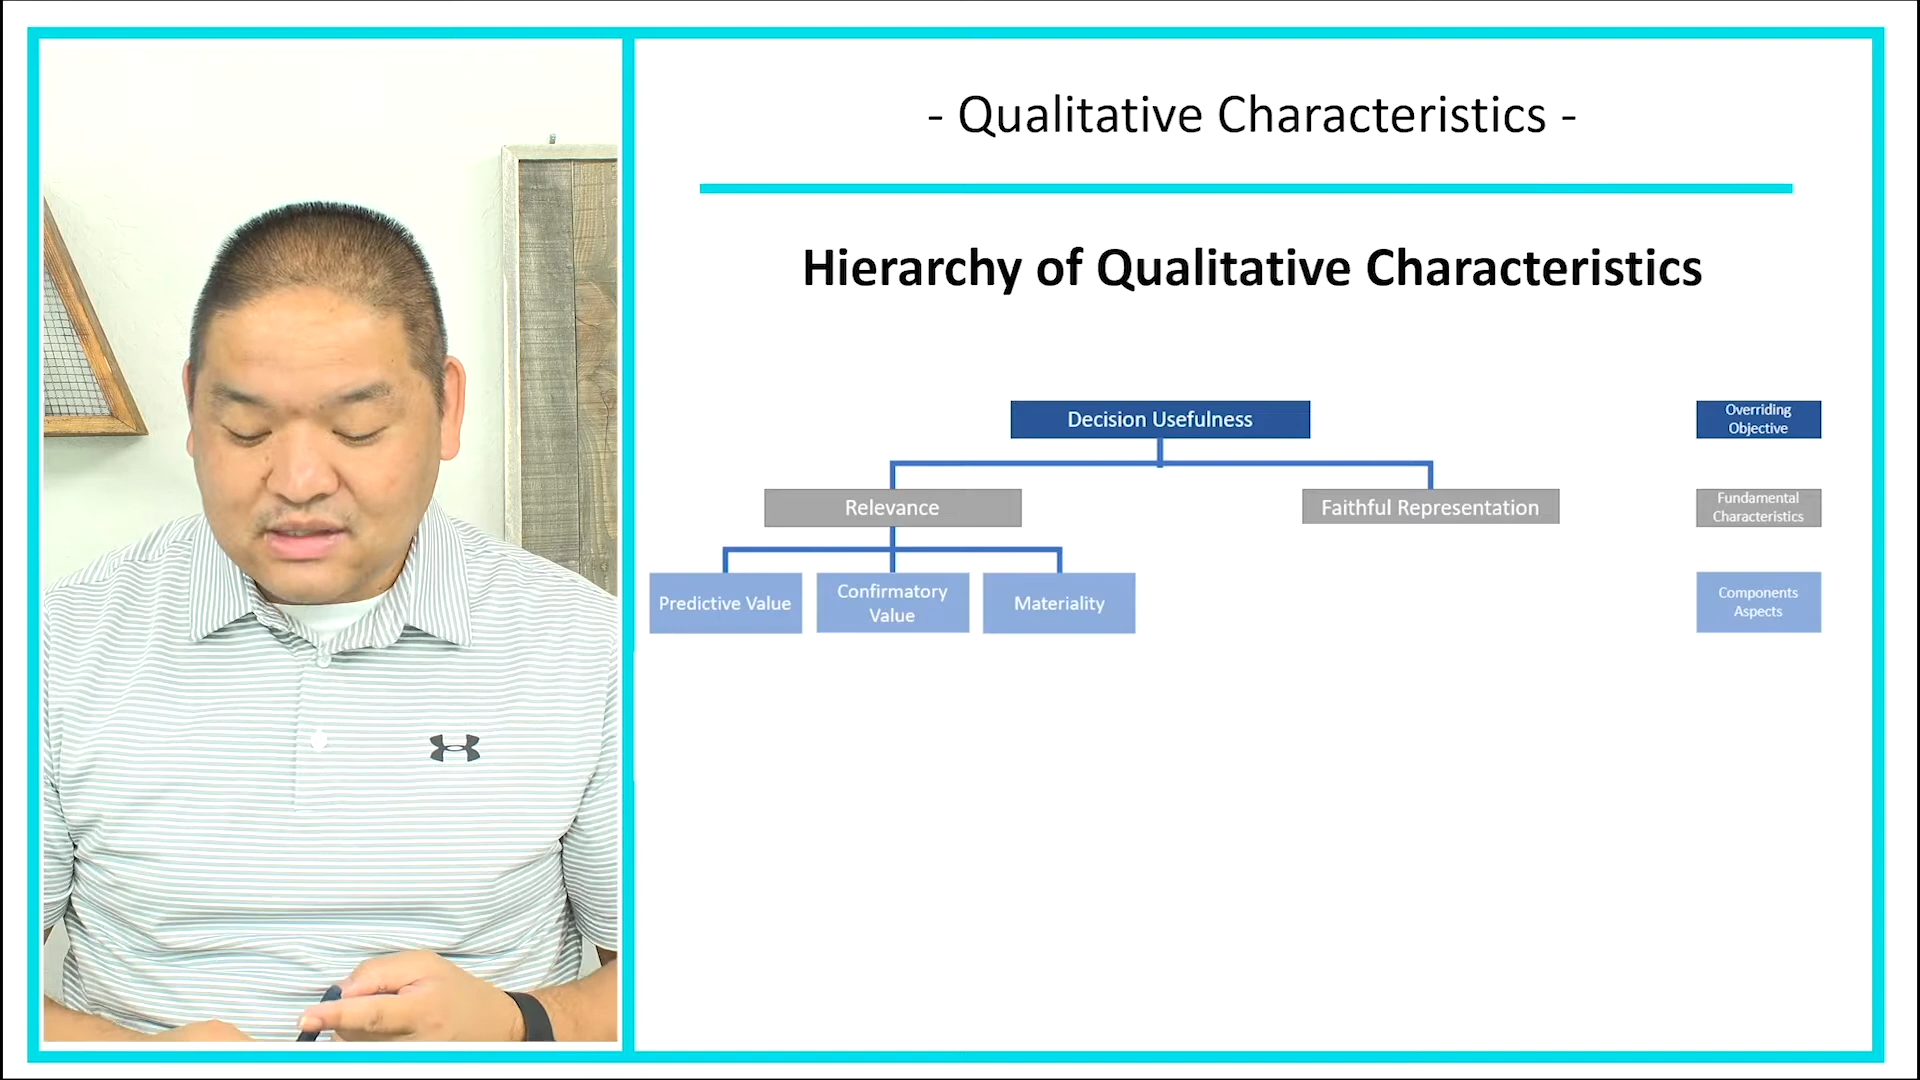 - Qualitative Characteristics -
Hierarchy of Qualitative Characteristics
Decision Usefulness
Overriding
Objective
Relevance
Faithful Representation
Fundamental
Characteristics
Predictive Value
Confirmatory
Value
Materiality
Components
Aspects